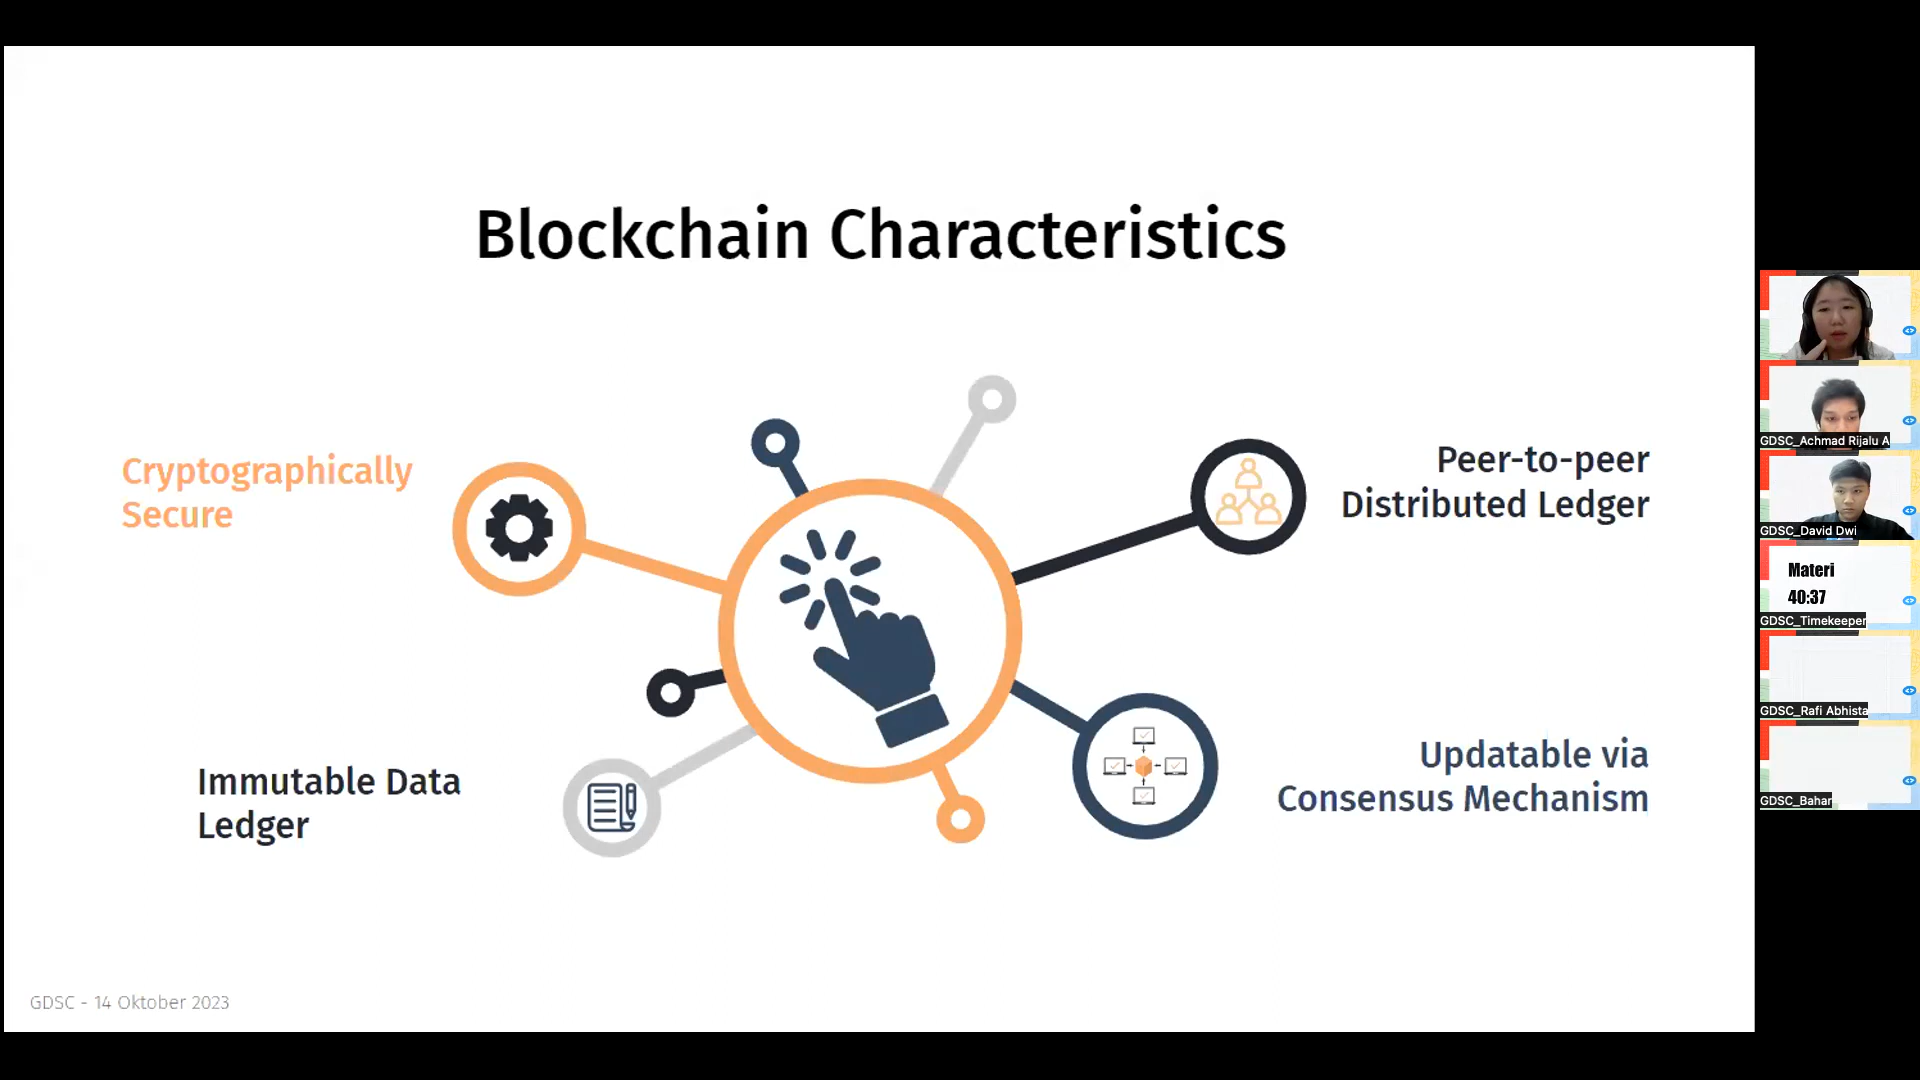 Blockchain Characteristics
Cryptographically
Secure
Peer-to-peer
Distributed Ledger
Immutable Data
Ledger
Updatable via
Consensus Mechanism
GDSC - 14 Oktober 2023
GDSC_Achmad Rijalu A
GDSC_David Dwi
Materi
40:37
GDSC_Timekeeper
GDSC_Rafi Abhista
GDSC_Bahar